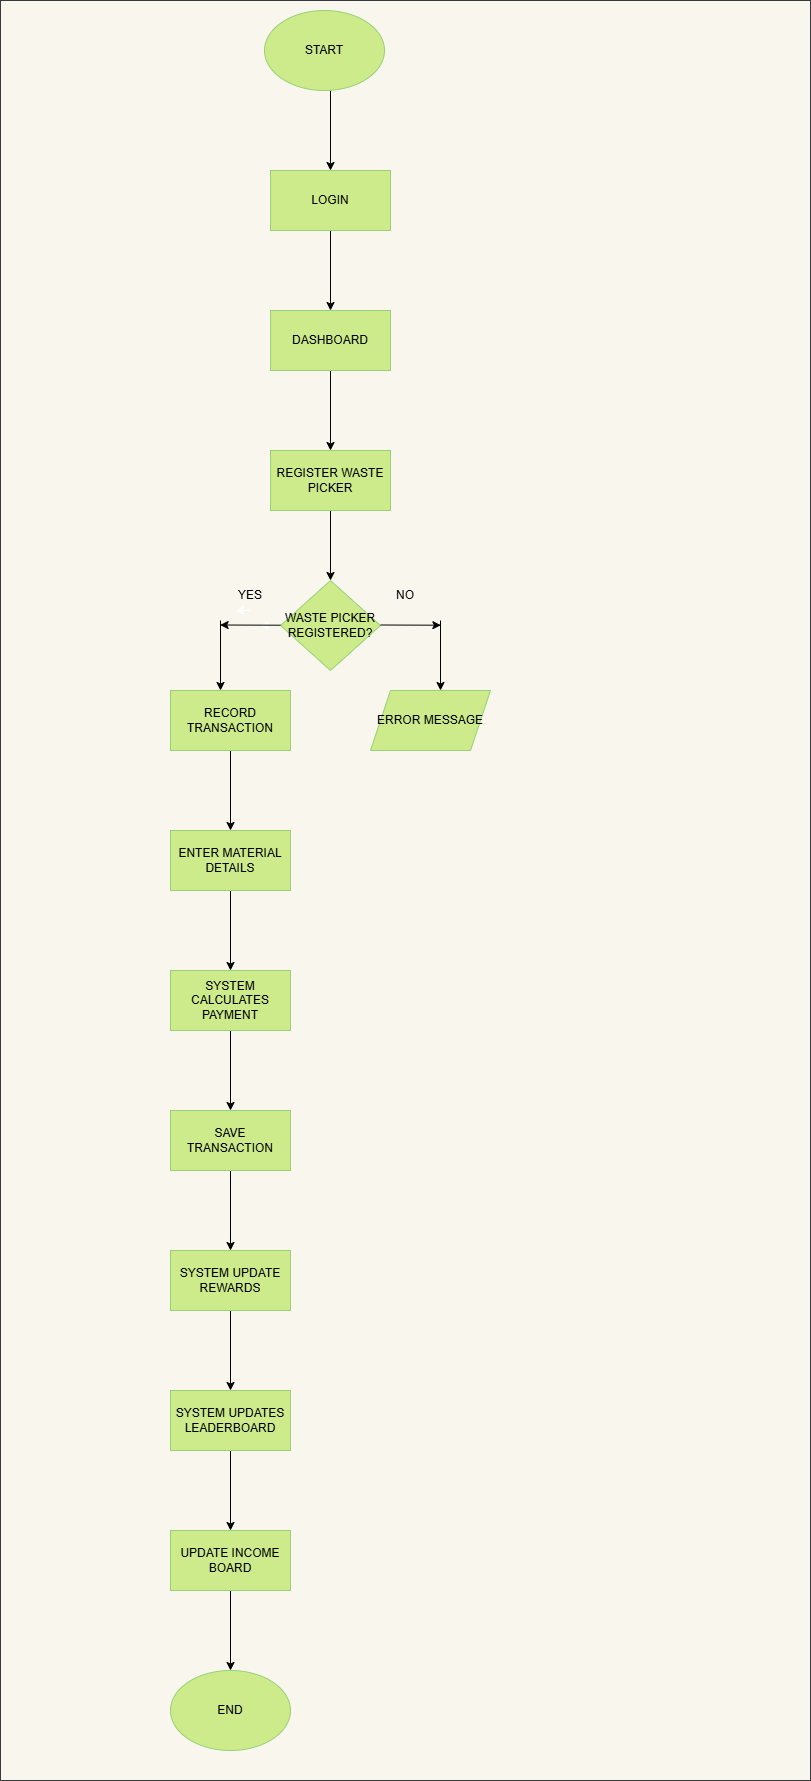 START
LOGIN
DASHBOARD
REGISTER WASTE
PICKER
YES
NO
WASTE PICKER
REGISTERED?
RECORD
TRANSACTION
ERROR MESSAGE
ENTER MATERIAL
DETAILS
SYSTEM
CALCULATES
PAYMENT
SAVE
TRANSACTION
SYSTEM UPDATE
REWARDS
SYSTEM UPDATES
LEADERBOARD
UPDATE INCOME
BOARD
END